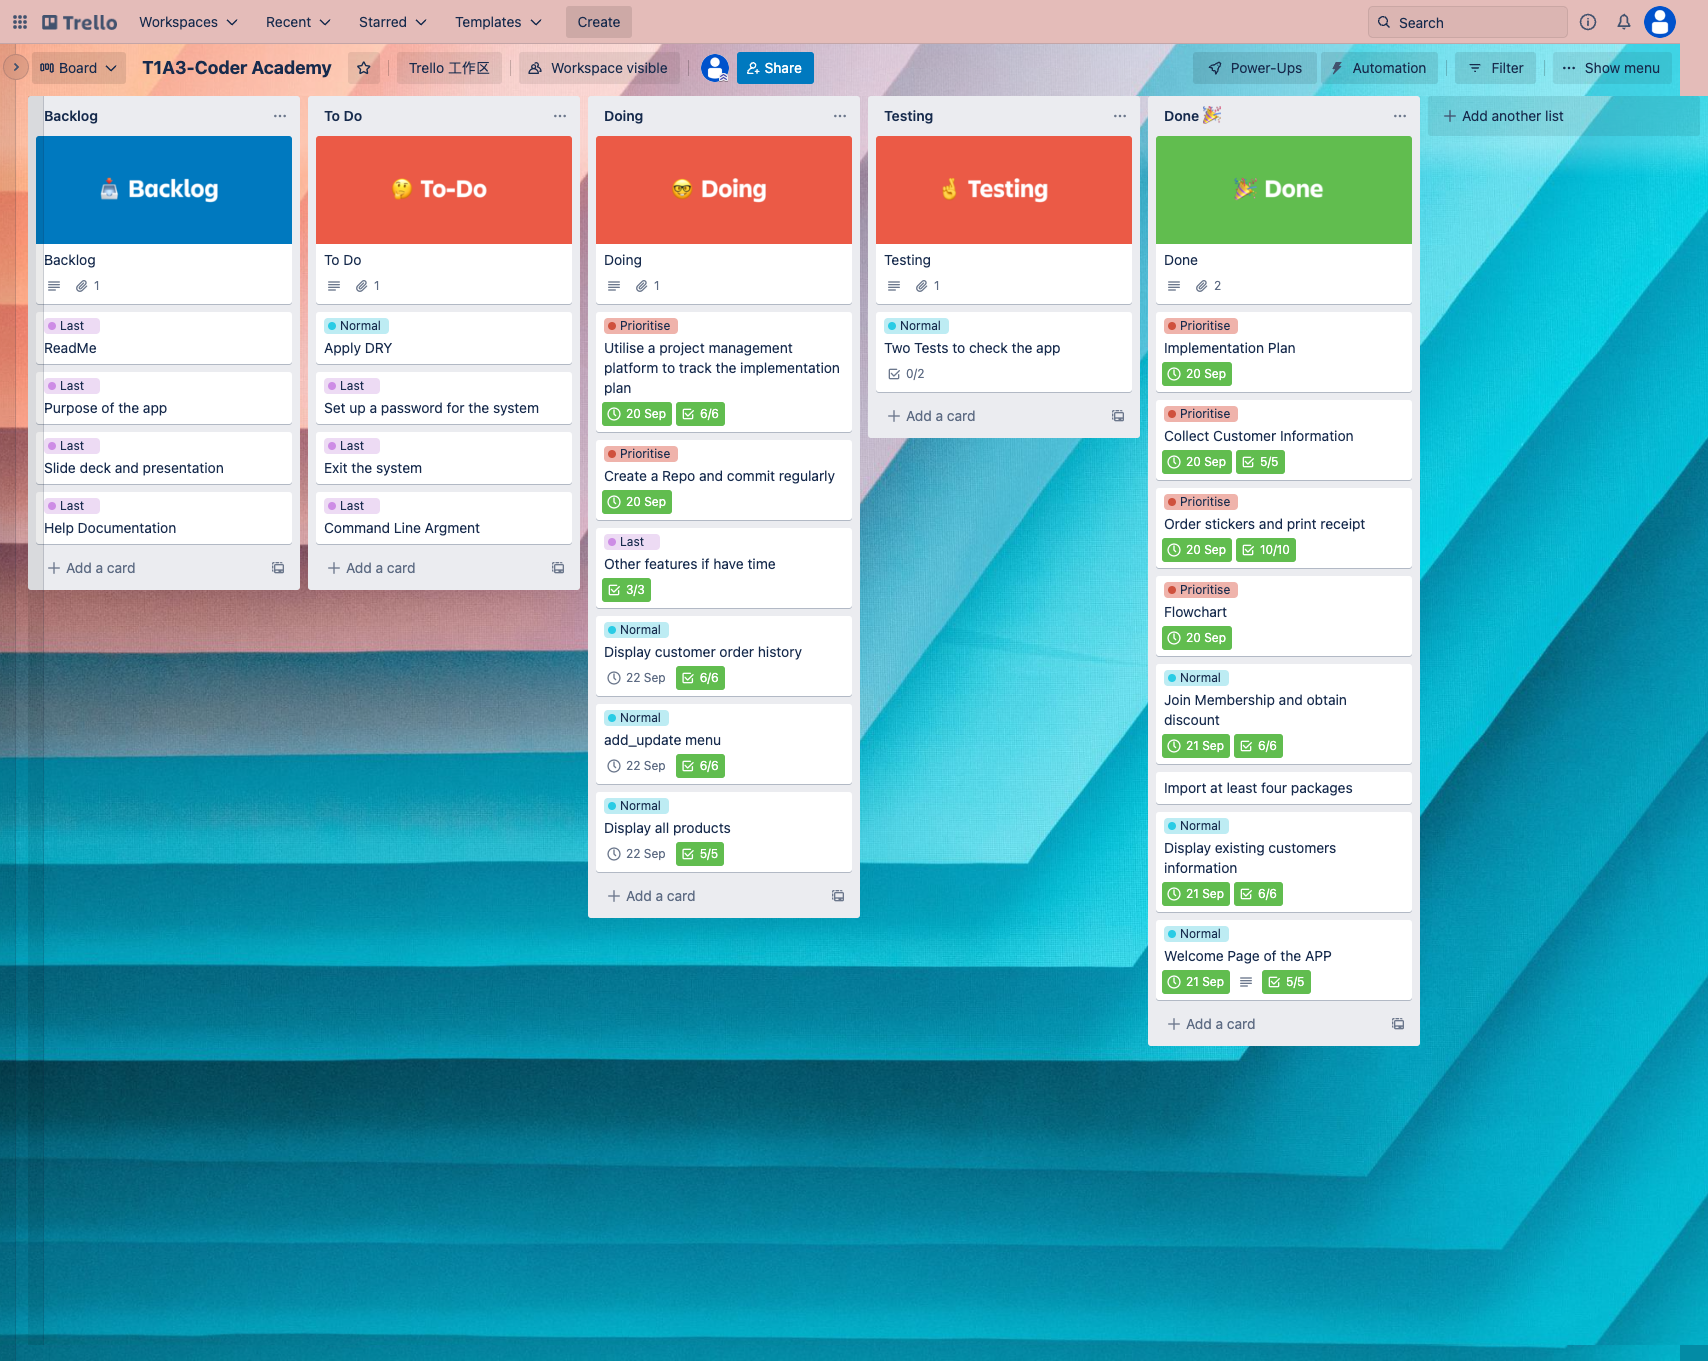 Trello
Workspaces
Recent
Starred
Templates
Create
Search
Board
T1A3-Coder Academy
Trello 工作区
Workspace visible
Share
Power-Ups
Automation
Filter
Show menu
Backlog
Backlog
Backlog
1
Last
ReadMe
Last
Purpose of the app
Last
Slide deck and presentation
Last
Help Documentation
Add a card
To Do
To-Do
To Do
1
Normal
Apply DRY
Last
Set up a password for the system
Last
Exit the system
Last
Command Line Argment
Add a card
Doing
Doing
Doing
1
Prioritise
Utilise a project management
platform to track the implementation
plan
20 Sep 6/6
Prioritise
Create a Repo and commit regularly
20 Sep
Last
Other features if have time
3/3
Normal
Display customer order history
22 Sep 6/6
Normal
add_update menu
22 Sep 6/6
Normal
Display all products
22 Sep 5/5
Add a card
Testing
Testing
Testing
1
Normal
Two Tests to check the app
0/2
Add a card
Done 🎉
Done
Done
2
Prioritise
Implementation Plan
20 Sep
Prioritise
Collect Customer Information
20 Sep 5/5
Prioritise
Order stickers and print receipt
20 Sep 10/10
Prioritise
Flowchart
20 Sep
Normal
Join Membership and obtain
discount
21 Sep 6/6
Import at least four packages
Normal
Display existing customers
information
21 Sep 6/6
Normal
Welcome Page of the APP
21 Sep 5/5
Add a card
Add another list